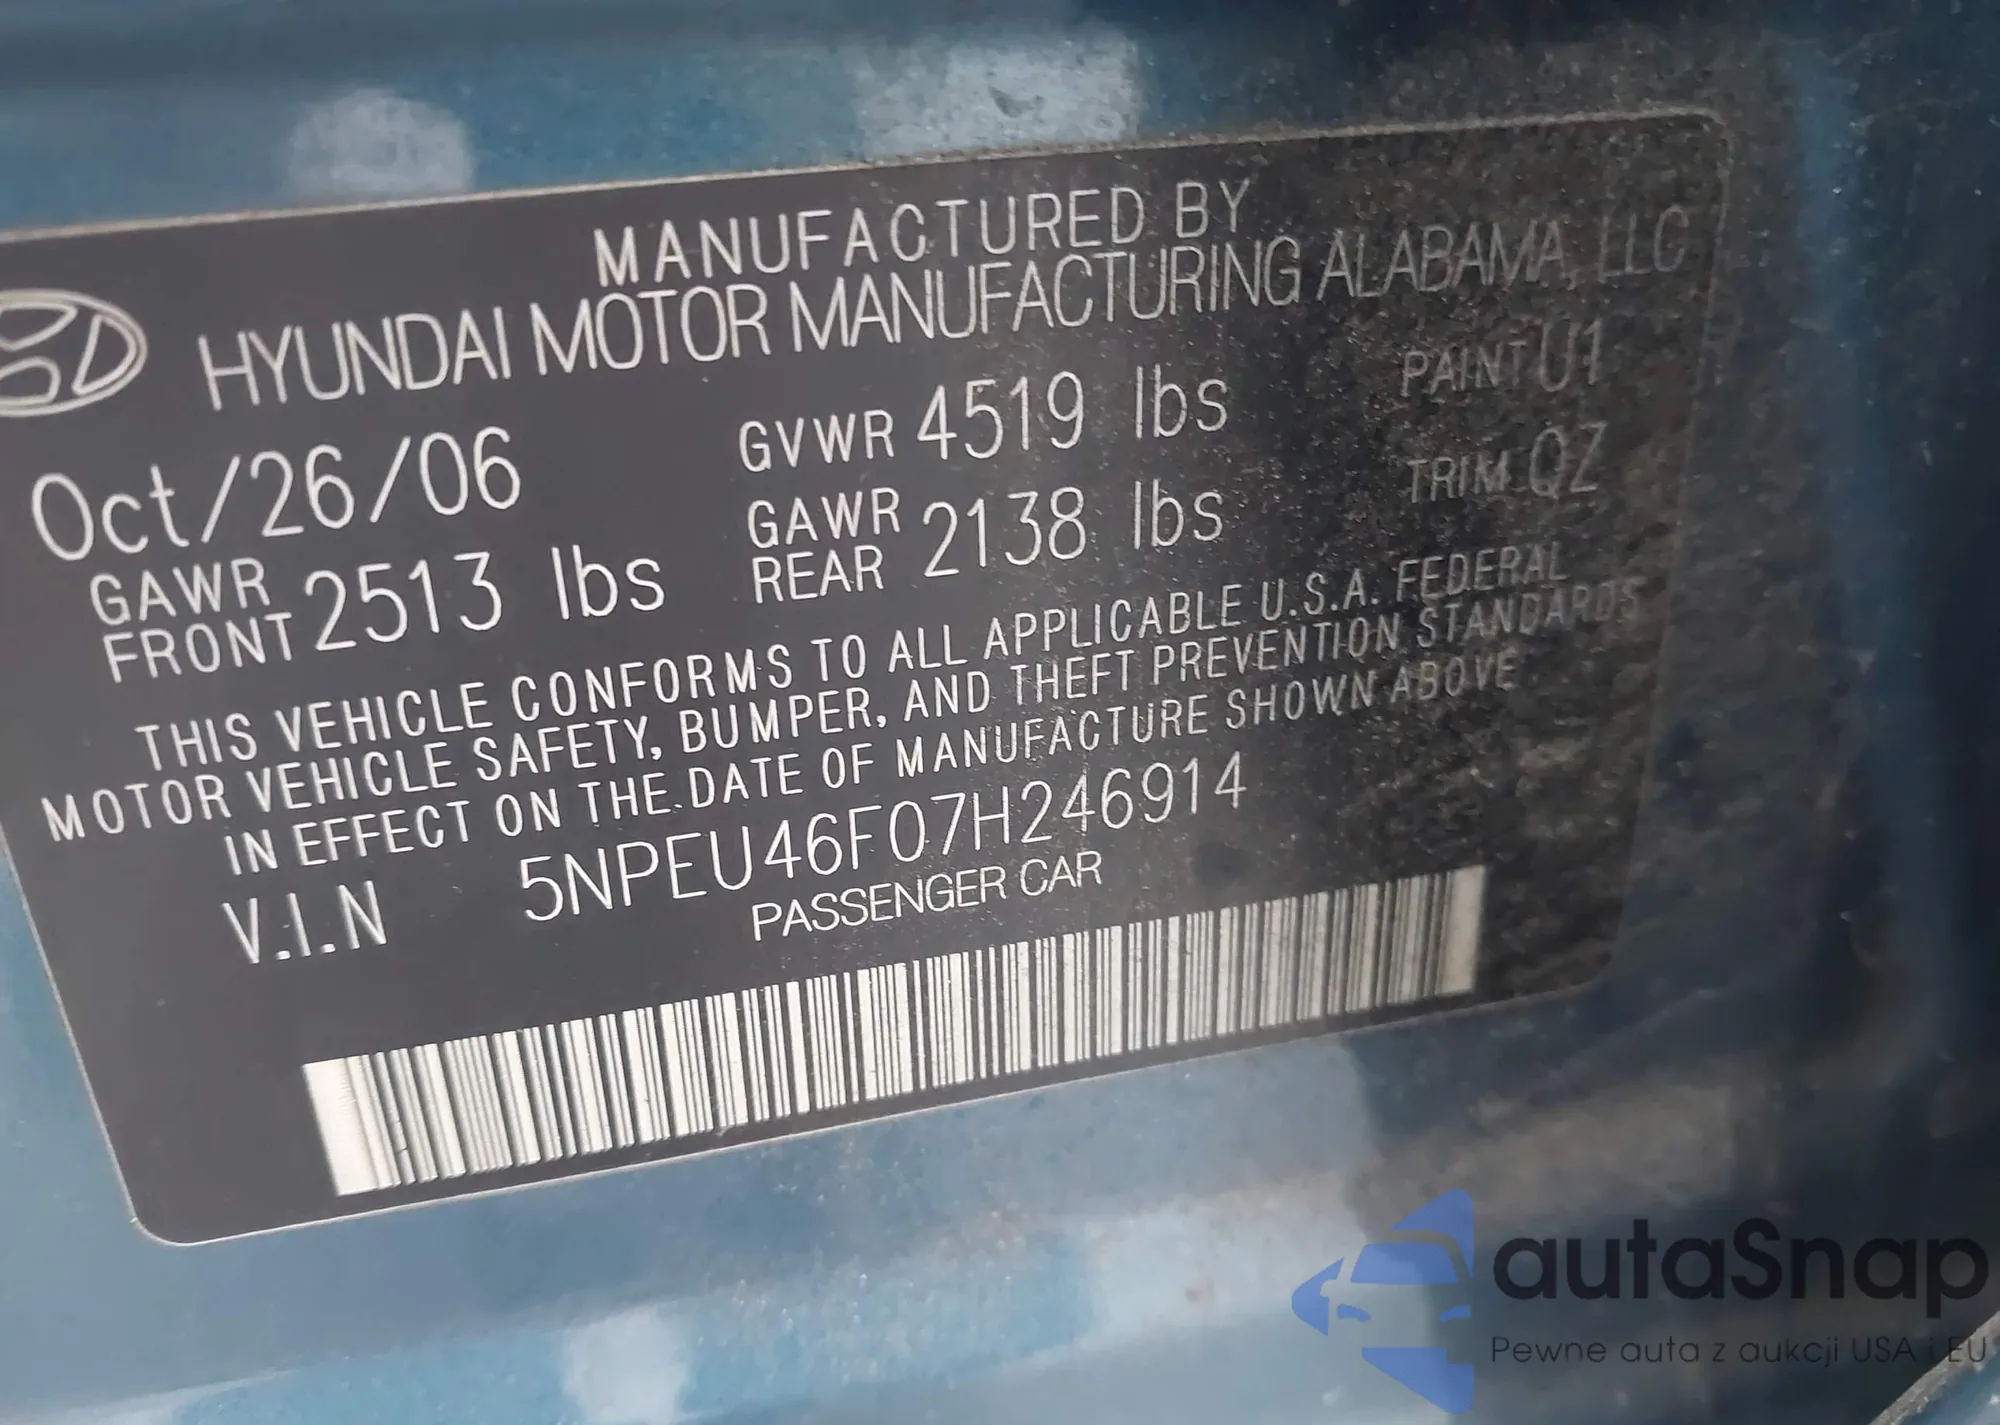 MANUFACTURED BY
HYUNDAI MOTOR MANUFACTURING ALABAMA, LLC
Oct/26/06 GVWR 4519 lbs PAINT U1
GAWR FRONT 2513 lbs GAWR REAR 2138 lbs TRIM QZ
THIS VEHICLE CONFORMS TO ALL APPLICABLE U.S.A. FEDERAL
MOTOR VEHICLE SAFETY, BUMPER, AND THEFT PREVENTION STANDARDS
IN EFFECT ON THE DATE OF MANUFACTURE SHOWN ABOVE
V.I.N 5NPEU46F07H246914
PASSENGER CAR
autaSnap
Pewne auta z aukcji USA i EU